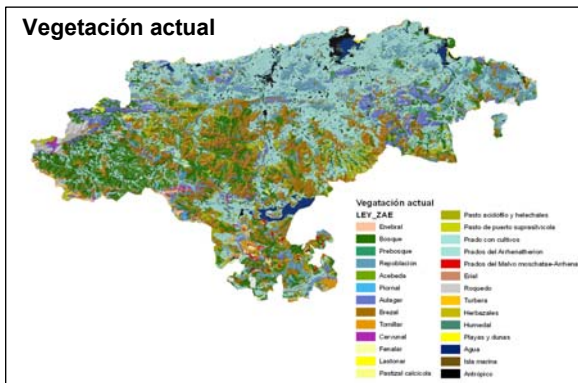 Vegetación actual
Vegatación actual
LEY_ZAE
Enebral
Bosque
Prebosque
Repoblación
Acebeda
Piornal
Aulagar
Brezal
Tomillar
Cervunal
Fenalar
Lastonar
Pastizal calcícola
Pasto acidófilo y helechales
Pasto de puerto suprasilvícola
Prado con cultivos
Prados del Arrhenatherion
Prados del Malvo moschatae-Arrhena
Erial
Roquedo
Turbera
Herbazales
Humedal
Playas y dunas
Agua
Isla marina
Antrópico